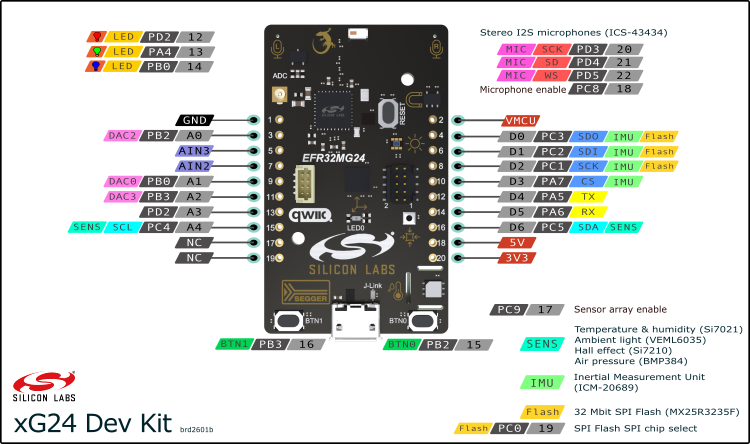 LED PD2 12
LED PA4 13
LED PB0 14
Stereo I2S microphones (ICS-43434)
MIC SCK PD3 20
MIC SD PD4 21
MIC WS PD5 22
Microphone enable PC8 18
L
R
ADC
SILICON LABS
RESET
GND 1
2 VMCU
DAC2 PB2 A0 3
4 D0 PC3 SDO IMU Flash
AIN3 5
6 D1 PC2 SDI IMU Flash
EFR32MG24
AIN2 7
8 D2 PC1 SCK IMU Flash
DAC0 PB0 A1 9
10 D3 PA7 CS IMU
DAC3 PB3 A2 11
12 D4 PA5 TX
2 1
PD2 A3 13
14 D5 PA6 RX
qwiic
LED0
SENS SCL PC4 A4 15
16 D6 PC5 SDA SENS
NC 17
18 5V
NC 19
20 3V3
SILICON LABS
SEGGER
J-Link
BTN1
BTN0
BTN1 PB3 16
BTN0 PB2 15
PC9 17 Sensor array enable
SENS
Temperature & humidity (Si7021)
Ambient light (VEML6035)
Hall effect (Si7210)
Air pressure (BMP384)
IMU
Inertial Measurement Unit
(ICM-20689)
Flash 32 Mbit SPI Flash (MX25R3235F)
Flash PC0 19 SPI Flash SPI chip select
SILICON LABS
xG24 Dev Kit brd2601b